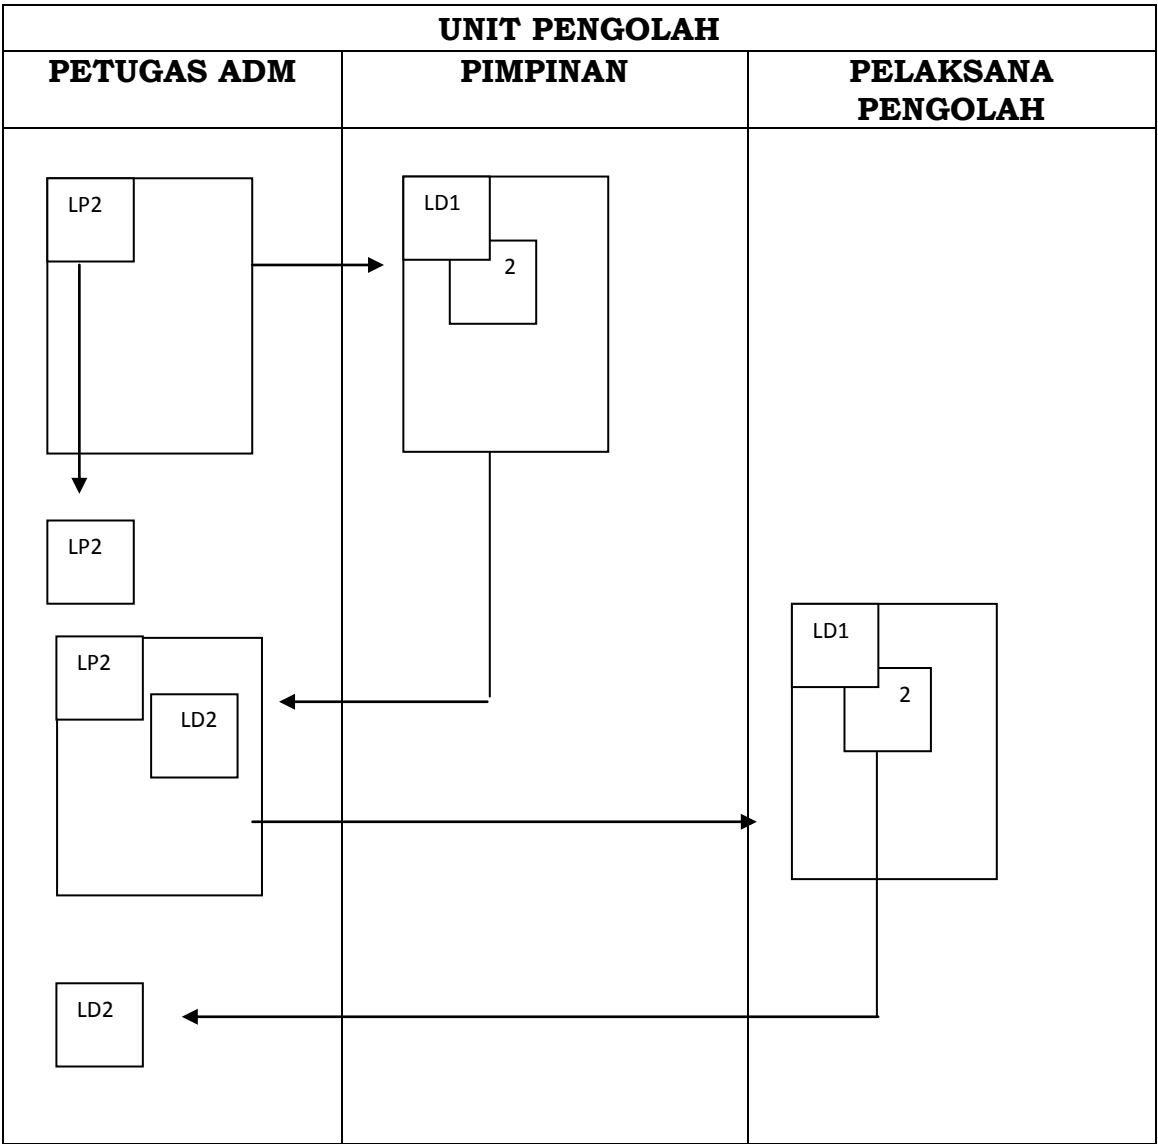 UNIT PENGOLAH
PETUGAS ADM
PIMPINAN
PELAKSANA
PENGOLAH
LP2
LD1
2
LP2
LP2
LD2
LD1
2
LD2